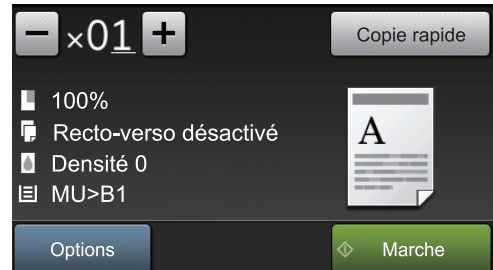 − ×01 + Copie rapide
100%
Recto-verso désactivé
Densité 0
MU>B1
A
Options Marche